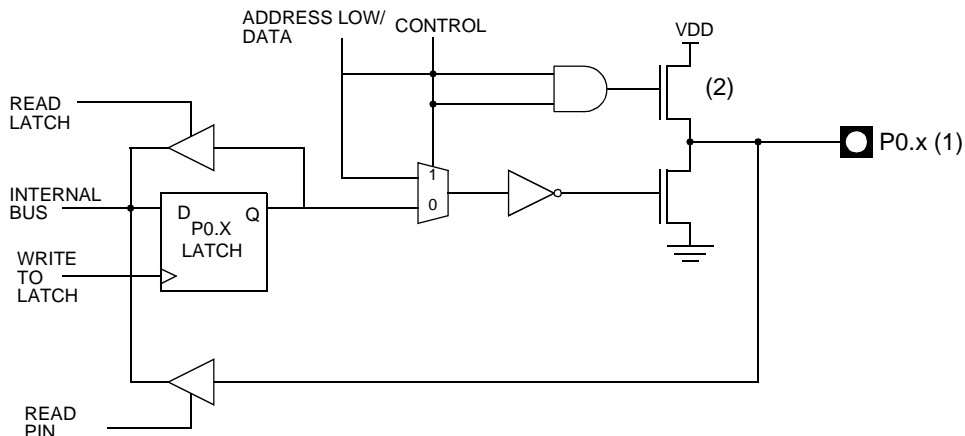 ADDRESS LOW/
DATA
CONTROL
VDD
(2)
READ
LATCH
P0.x (1)
INTERNAL
BUS
D
Q
P0.X
LATCH
1
0
WRITE
TO
LATCH
READ
PIN